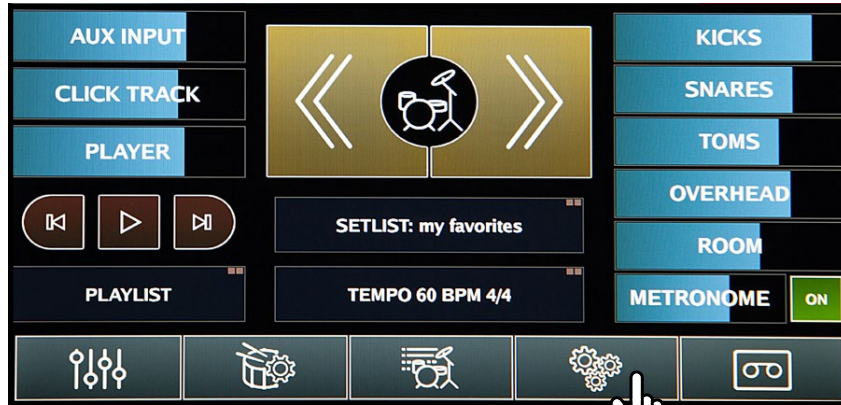 AUX INPUT
CLICK TRACK
PLAYER
PLAYLIST
SETLIST: my favorites
TEMPO 60 BPM 4/4
KICKS
SNARES
TOMS
OVERHEAD
ROOM
METRONOME ON